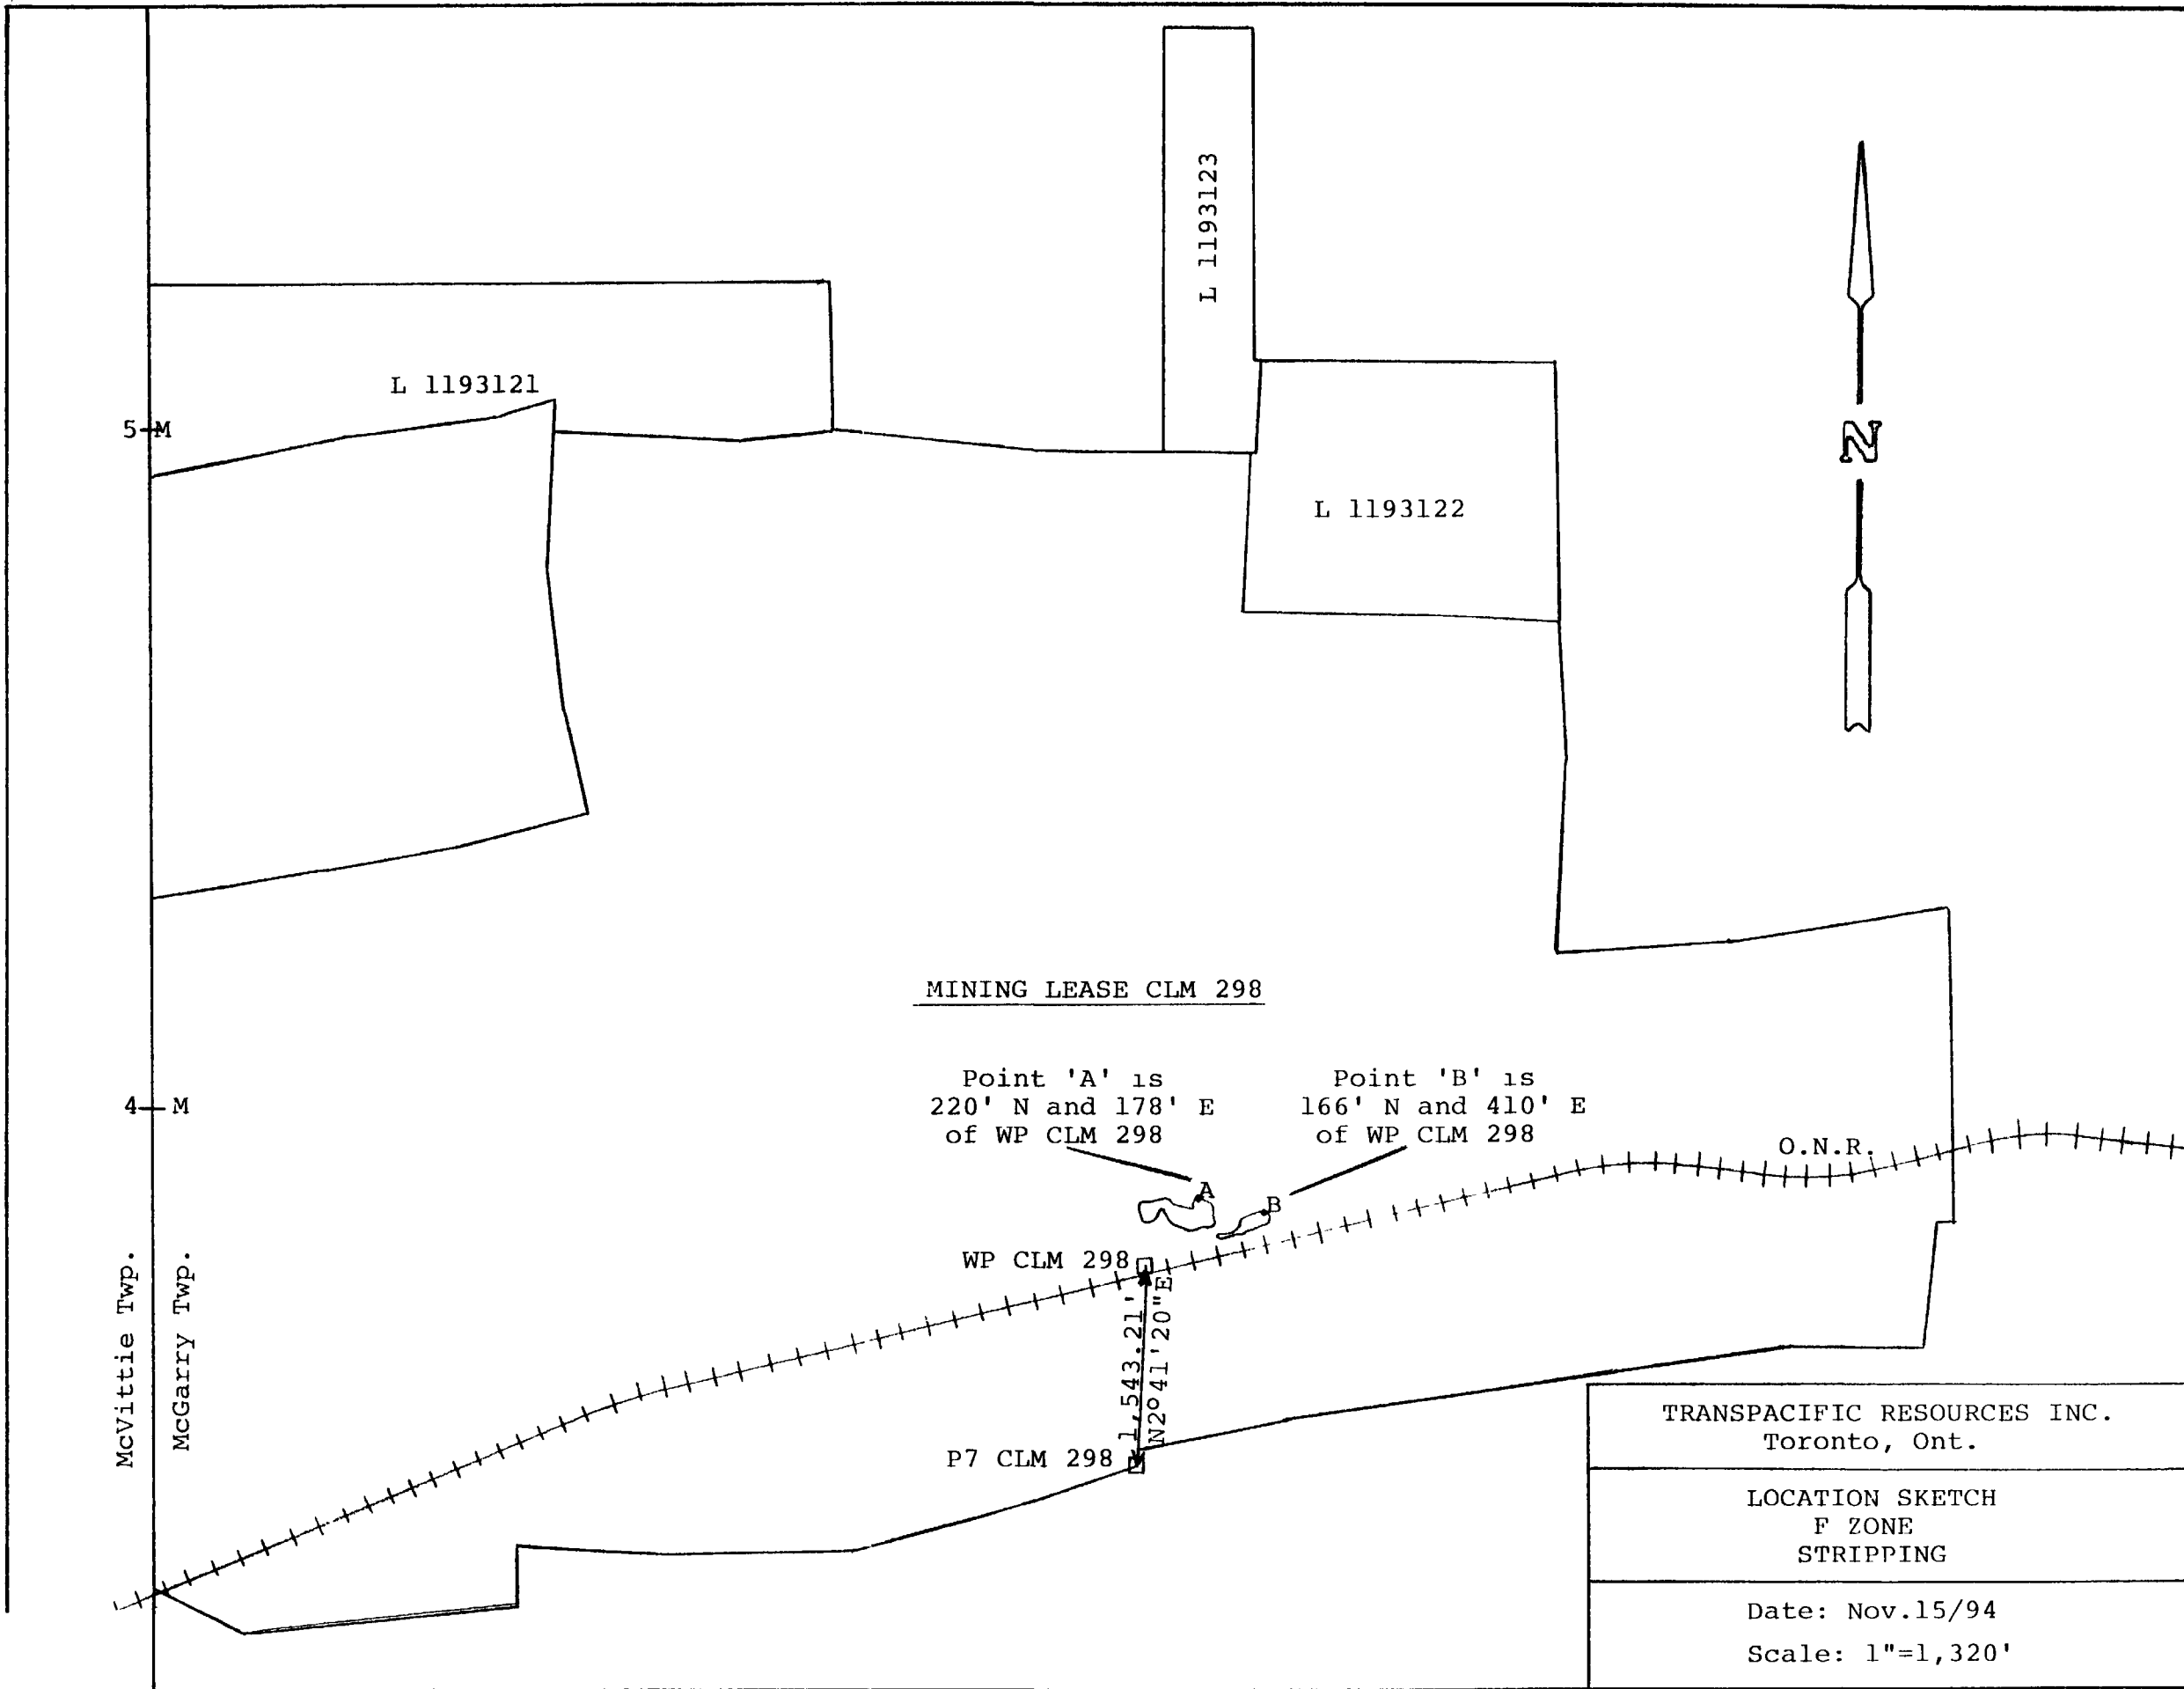 L 1193123
L 1193121
5 M
N
L 1193122
MINING LEASE CLM 298
Point 'A' is
220' N and 178' E
of WP CLM 298
Point 'B' is
166' N and 410' E
of WP CLM 298
4 M
O.N.R.
A
B
WP CLM 298
1,543.21'
N2°41'20"E
McVittie Twp.
McGarry Twp.
P7 CLM 298
TRANSPACIFIC RESOURCES INC.
Toronto, Ont.
LOCATION SKETCH
F ZONE
STRIPPING
Date: Nov.15/94
Scale: 1"=1,320'